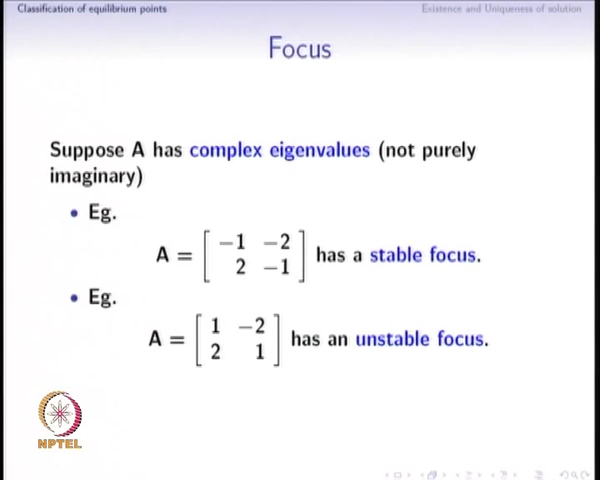 Classification of equilibrium points
Existence and Uniqueness of solution
Focus
Suppose A has complex eigenvalues (not purely
imaginary)
• Eg.
A = [ −1 −2
2 −1 ] has a stable focus.
• Eg.
A = [ 1 −2
2 1 ] has an unstable focus.
NPTEL